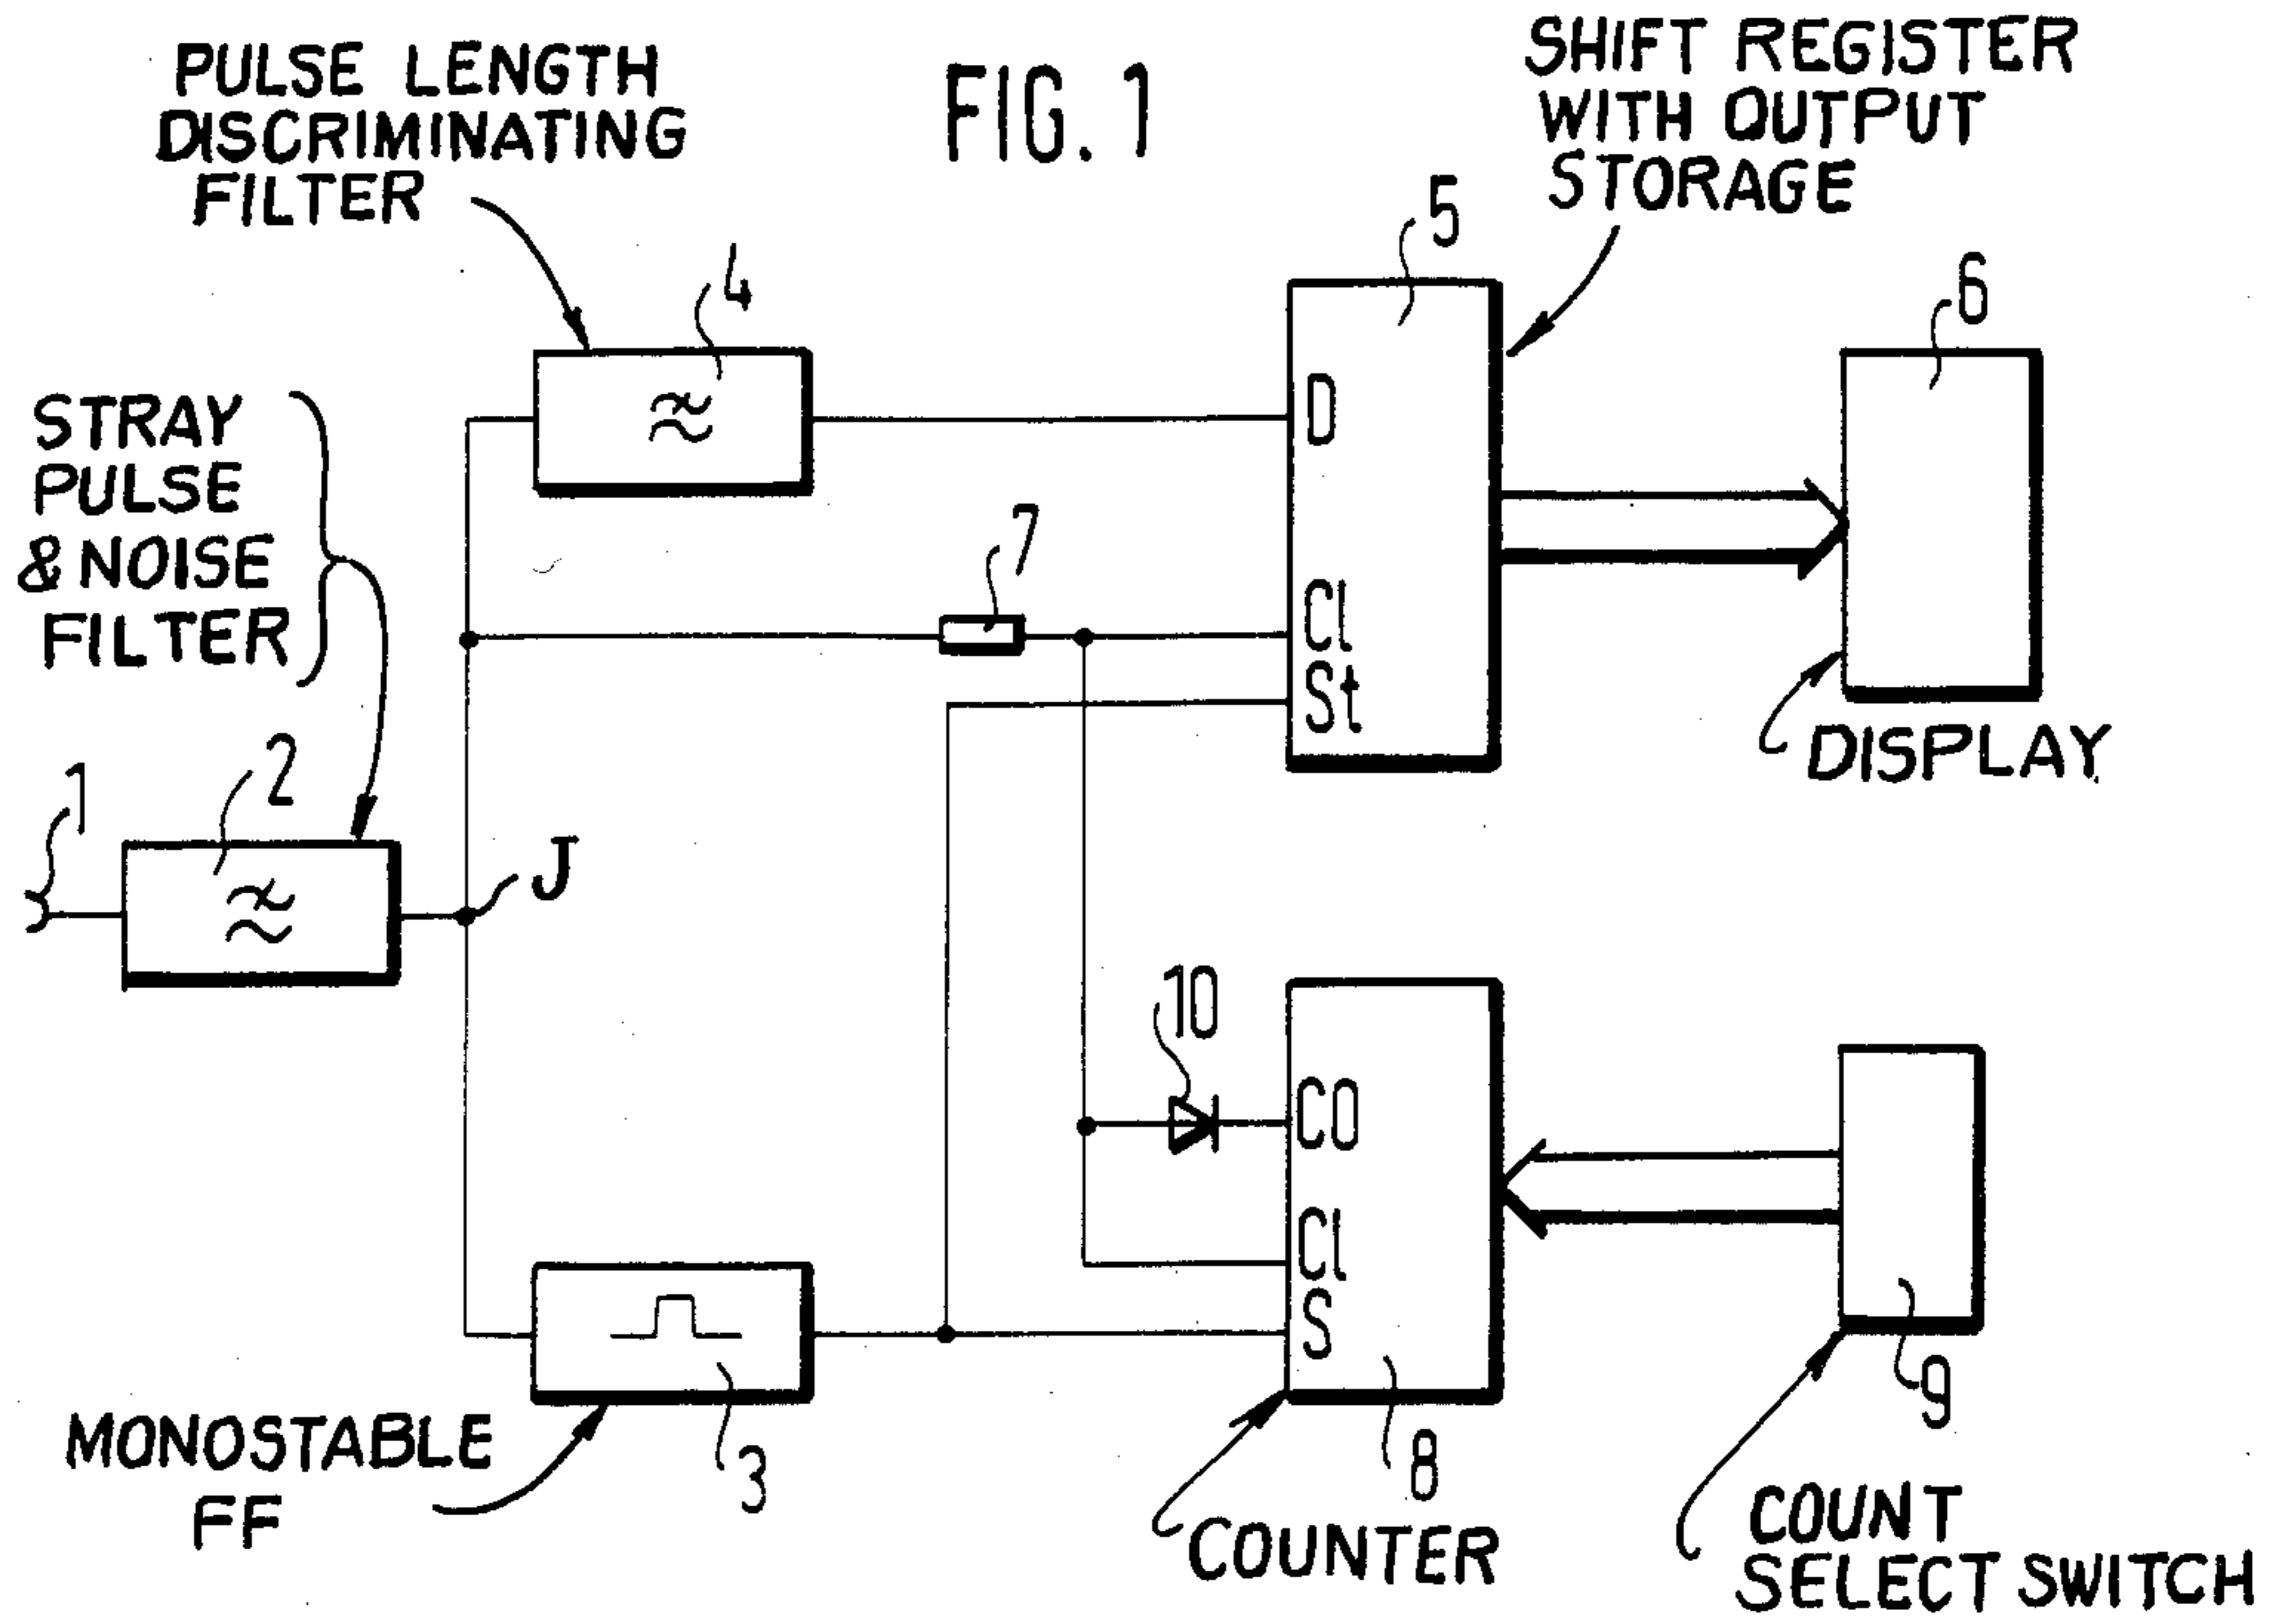 FIG. 1
PULSE LENGTH
DISCRIMINATING
FILTER
SHIFT REGISTER
WITH OUTPUT
STORAGE
4
5
6
D
STRAY
PULSE
& NOISE
FILTER
7
Cl
St
DISPLAY
1
2
J
10
CO
Cl
S
MONOSTABLE
FF
3
8
COUNTER
9
COUNT
SELECT SWITCH